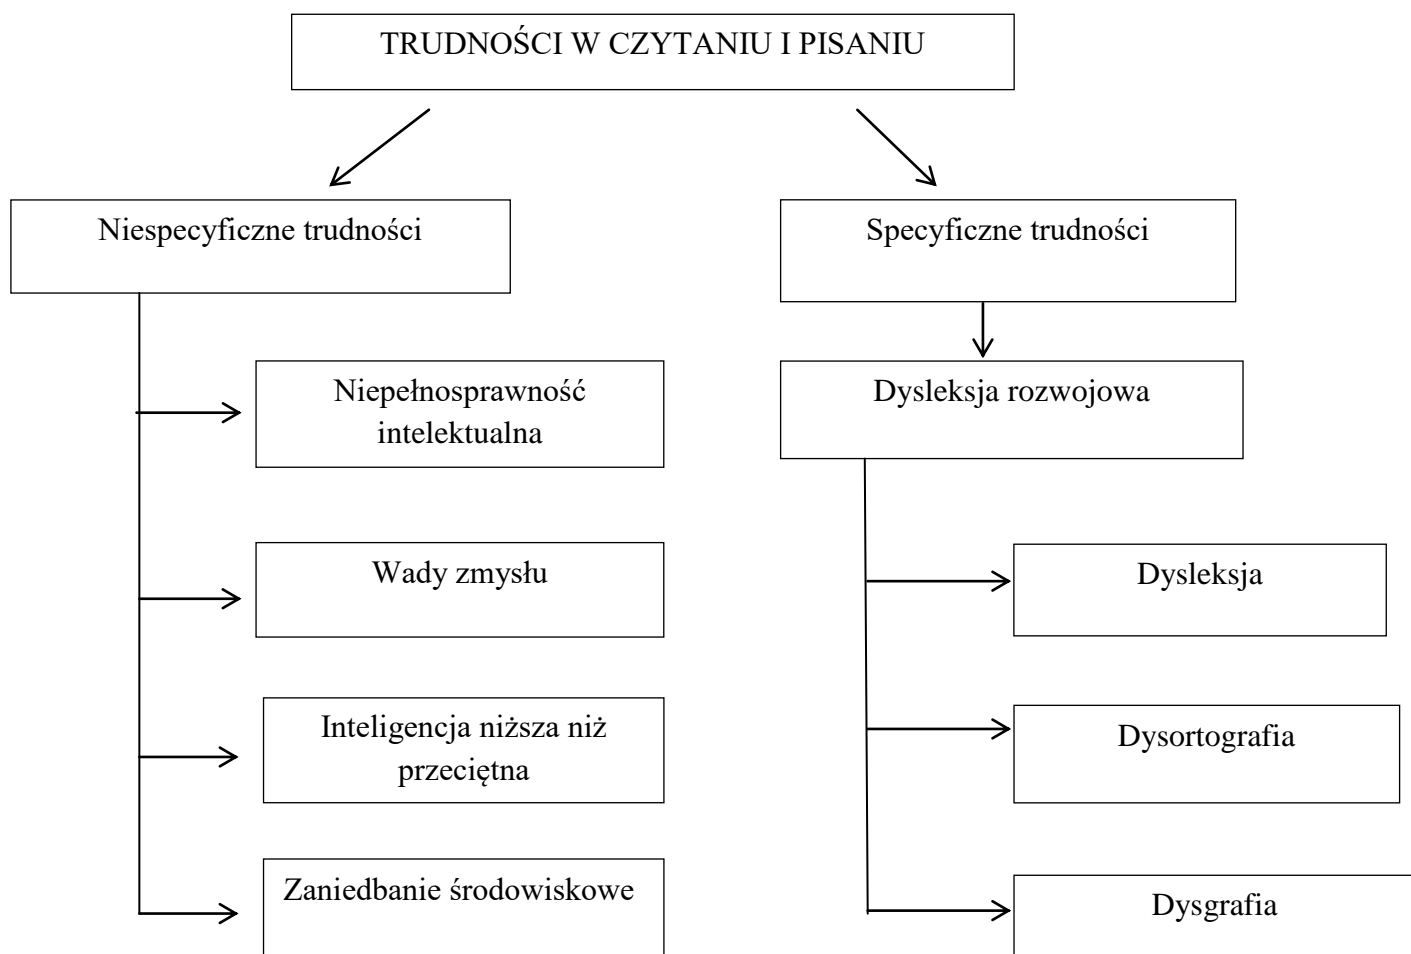 TRUDNOŚCI W CZYTANIU I PISANIU
Niespecyficzne trudności
Specyficzne trudności
Niepełnosprawność
intelektualna
Dysleksja rozwojowa
Wady zmysłu
Dysleksja
Inteligencja niższa niż
przeciętna
Dysortografia
Zaniedbanie środowiskowe
Dysgrafia